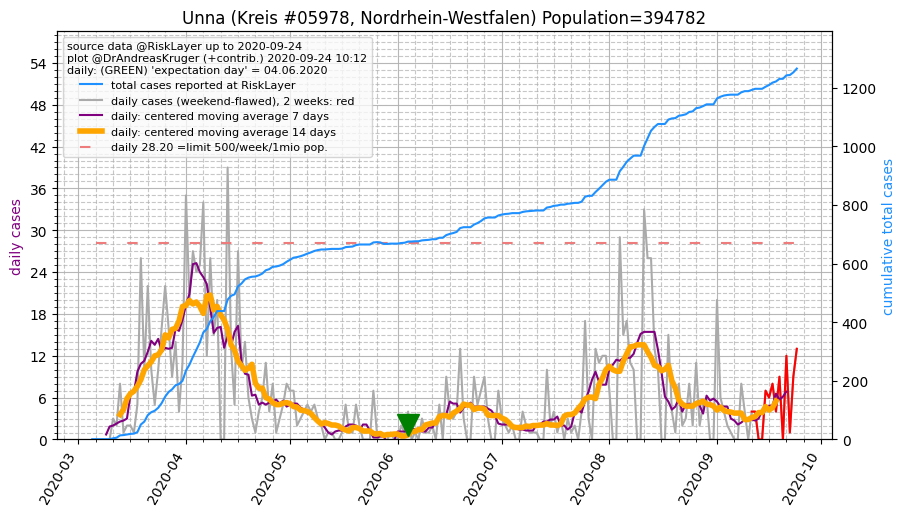 Unna (Kreis #05978, Nordrhein-Westfalen) Population=394782
source data @RiskLayer up to 2020-09-24
plot @DrAndreasKruger (+contrib.) 2020-09-24 10:12
daily: (GREEN) 'expectation day' = 04.06.2020
total cases reported at RiskLayer
daily cases (weekend-flawed), 2 weeks: red
daily: centered moving average 7 days
daily: centered moving average 14 days
daily 28.20 =limit 500/week/1mio pop.
daily cases
54
48
42
36
30
24
18
12
6
0
cumulative total cases
1200
1000
800
600
400
200
0
2020-03
2020-04
2020-05
2020-06
2020-07
2020-08
2020-09
2020-10